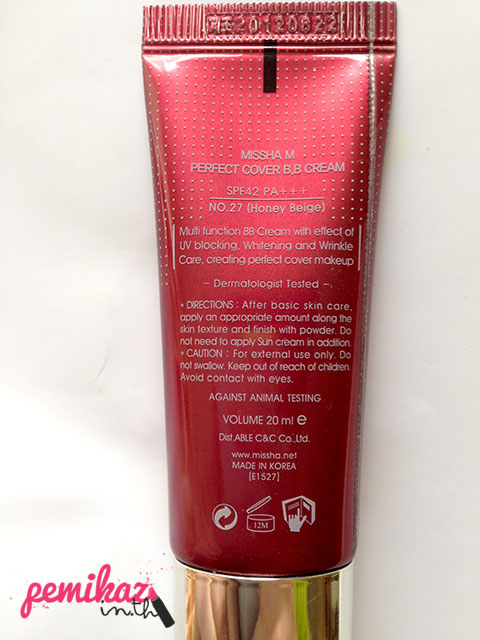 20120822
MISSHA M
PERFECT COVER B.B CREAM
SPF42 PA+++
NO.27 (Honey Beige)
Multi function BB Cream with effect of
UV blocking, Whitening and Wrinkle
Care, creating perfect cover makeup
- Dermatologist Tested -
* DIRECTIONS : After basic skin care,
apply an appropriate amount along the
skin texture and finish with powder. Do
not need to apply Sun cream in addition.
* CAUTION : For external use only. Do
not swallow. Keep out of reach of children.
Avoid contact with eyes.
AGAINST ANIMAL TESTING
VOLUME 20 ml e
Dist.ABLE C&C Co.,Ltd.
www.missha.net
MADE IN KOREA
[E1527]
12M
pemikaz
in.th